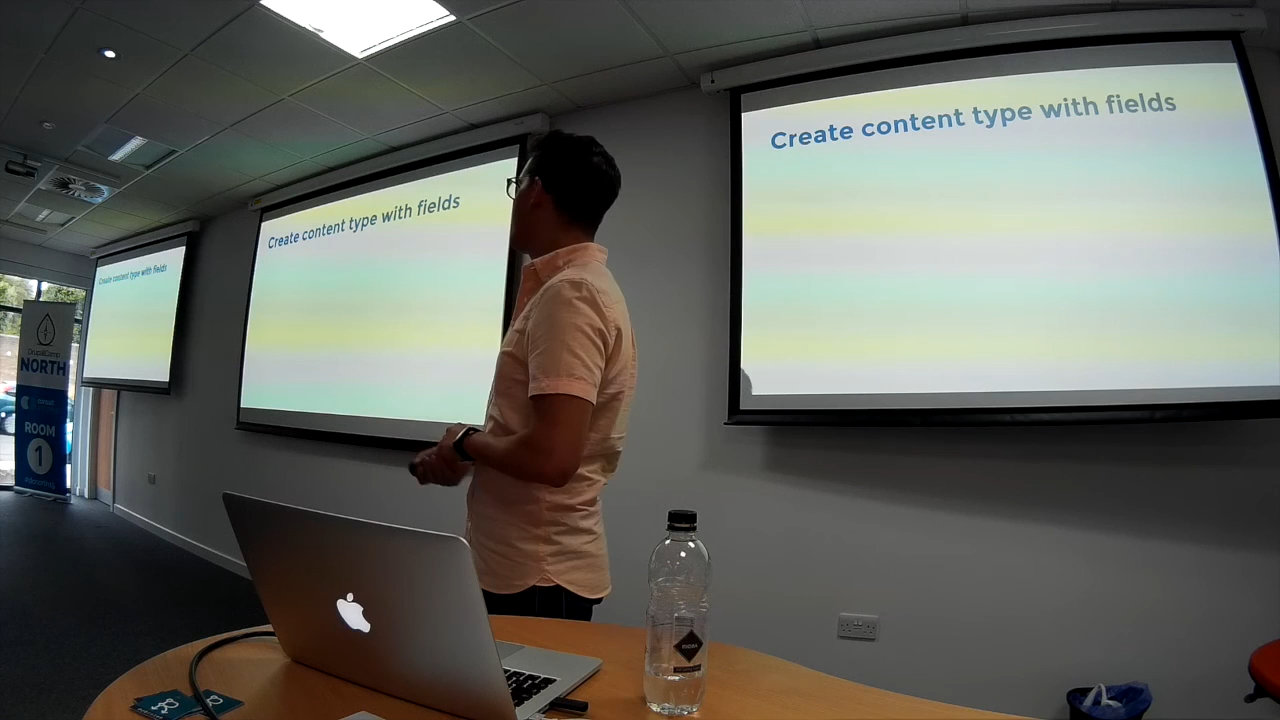 Create content type with fields
Create content type with fields
Create content type with fields
DrupalCamp
NORTH
ROOM
1